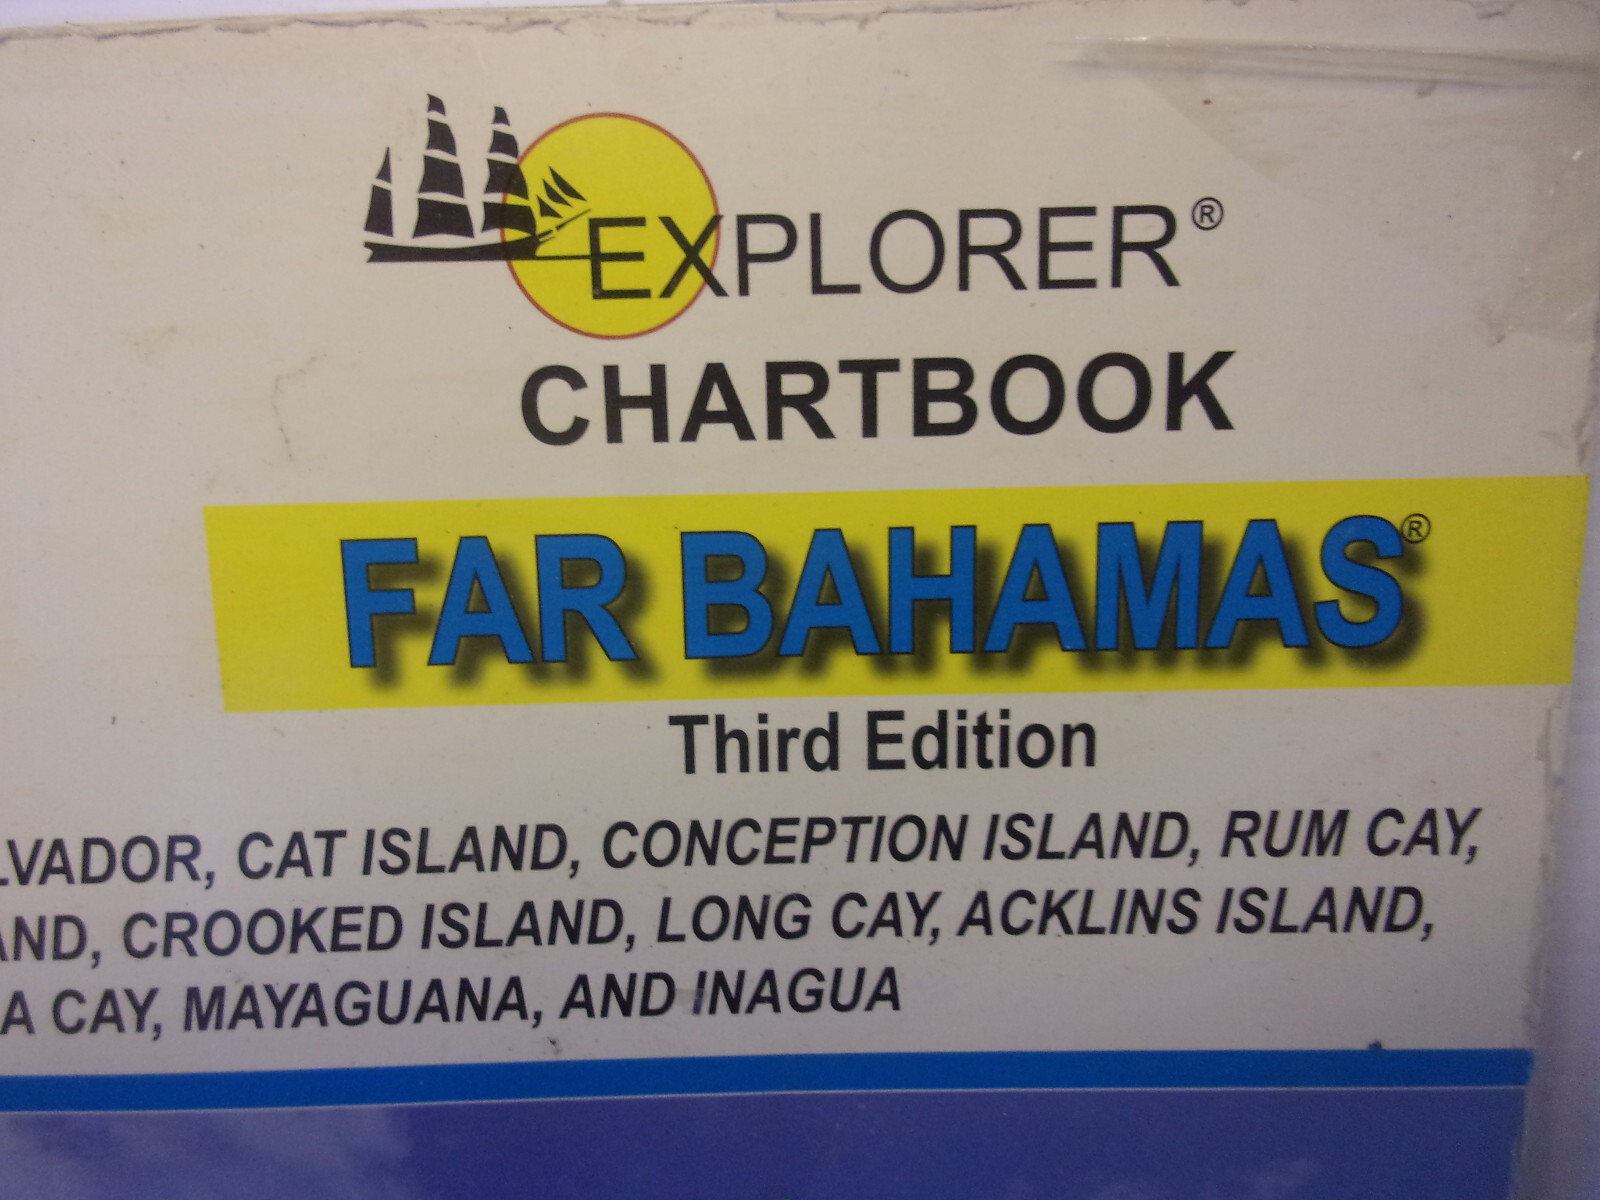 EXPLORER®
CHARTBOOK
FAR BAHAMAS®
Third Edition
LVADOR, CAT ISLAND, CONCEPTION ISLAND, RUM CAY,
AND, CROOKED ISLAND, LONG CAY, ACKLINS ISLAND,
A CAY, MAYAGUANA, AND INAGUA